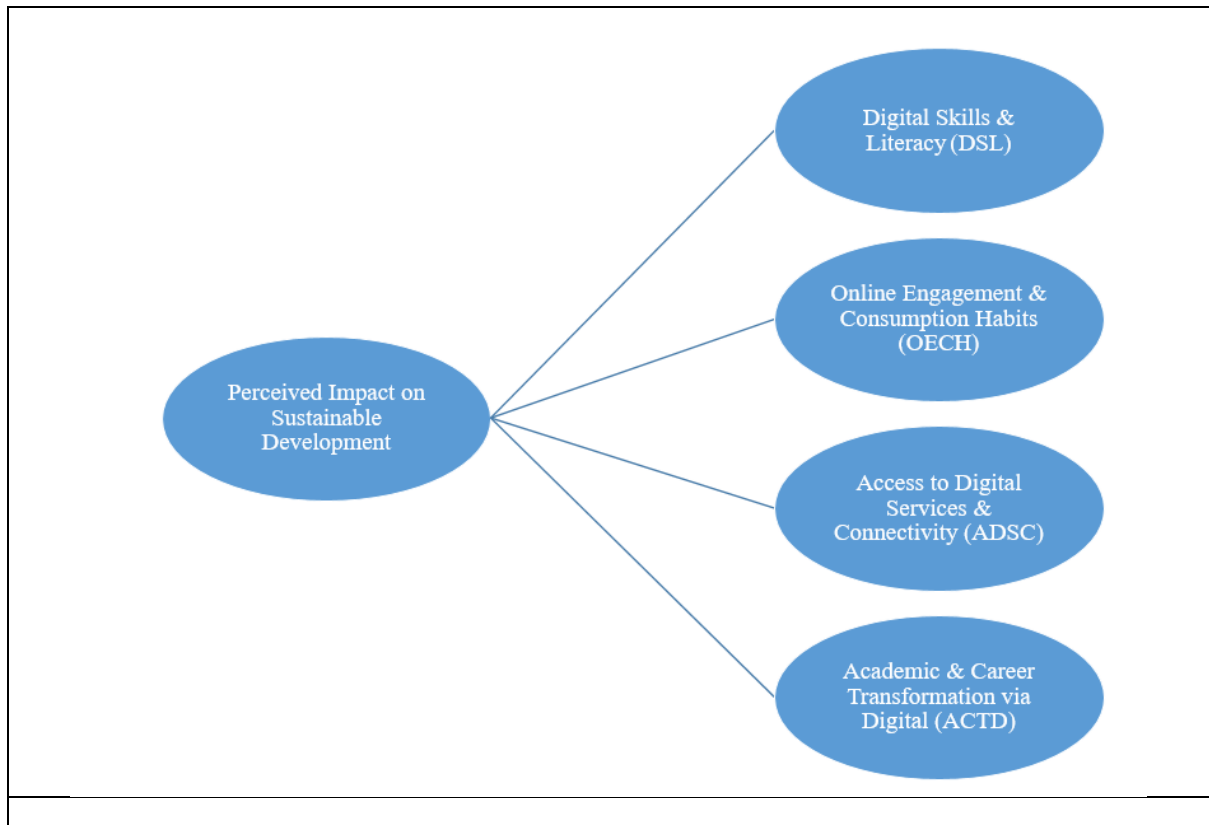 Digital Skills &
Literacy (DSL)
Online Engagement &
Consumption Habits
(OECH)
Perceived Impact on
Sustainable
Development
Access to Digital
Services &
Connectivity (ADSC)
Academic & Career
Transformation via
Digital (ACTD)